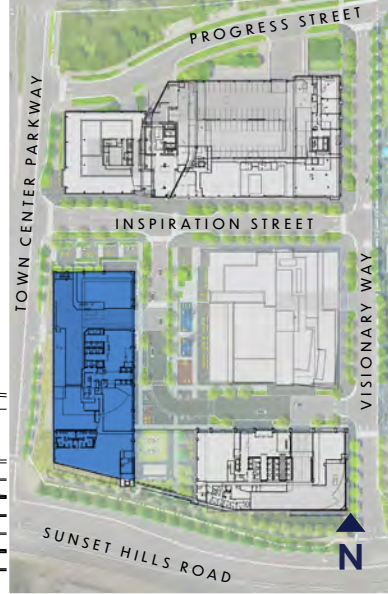 PROGRESS STREET
TOWN CENTER PARKWAY
INSPIRATION STREET
VISIONARY WAY
SUNSET HILLS ROAD
N